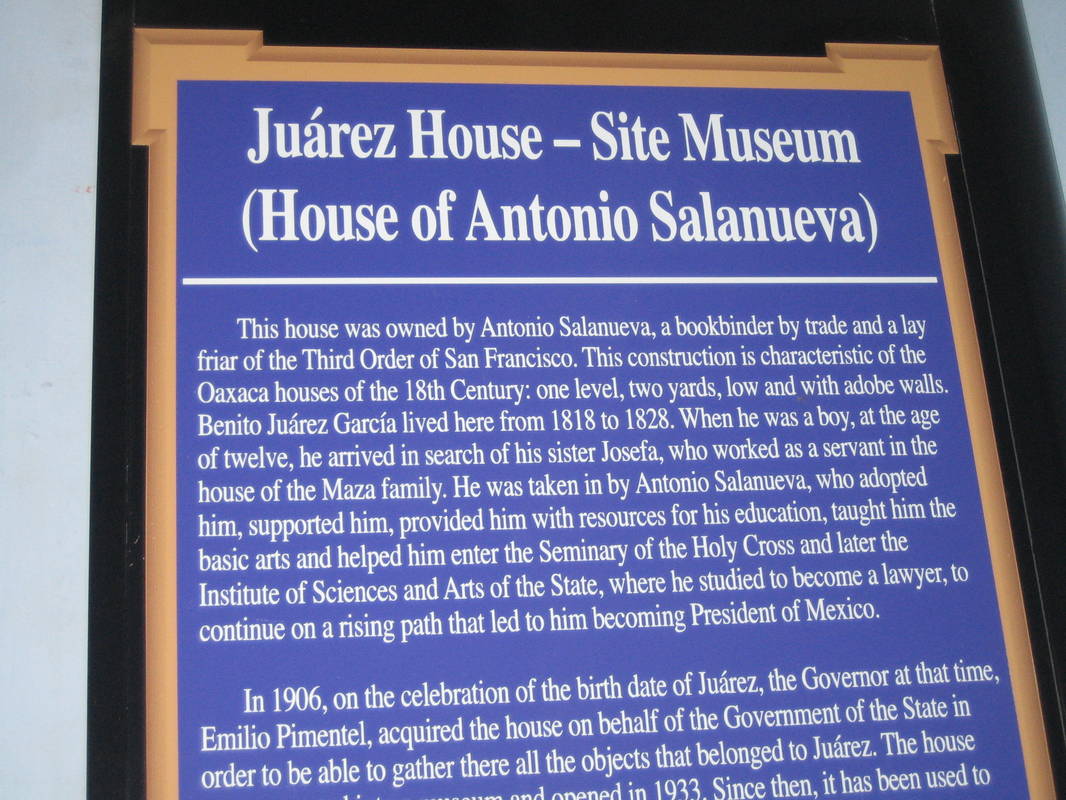 Juárez House – Site Museum
(House of Antonio Salanueva)
This house was owned by Antonio Salanueva, a bookbinder by trade and a lay
friar of the Third Order of San Francisco. This construction is characteristic of the
Oaxaca houses of the 18th Century: one level, two yards, low and with adobe walls.
Benito Juárez García lived here from 1818 to 1828. When he was a boy, at the age
of twelve, he arrived in search of his sister Josefa, who worked as a servant in the
house of the Maza family. He was taken in by Antonio Salanueva, who adopted
him, supported him, provided him with resources for his education, taught him the
basic arts and helped him enter the Seminary of the Holy Cross and later the
Institute of Sciences and Arts of the State, where he studied to become a lawyer, to
continue on a rising path that led to him becoming President of Mexico.
In 1906, on the celebration of the birth date of Juárez, the Governor at that time,
Emilio Pimentel, acquired the house on behalf of the Government of the State in
order to be able to gather there all the objects that belonged to Juárez. The house
museum and opened in 1933. Since then, it has been used to